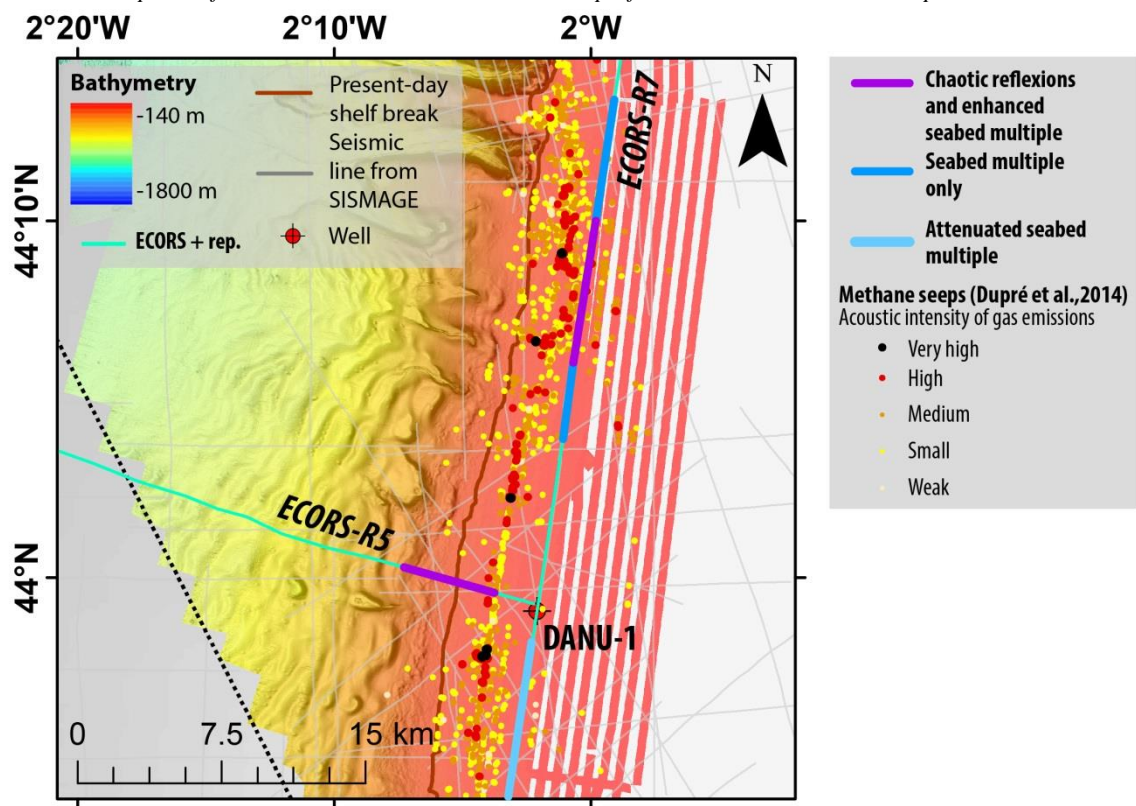 2°20'W
2°10'W
2°W
Bathymetry
-140 m
-1800 m
ECORS + rep.
Present-day
shelf break
Seismic
line from
SISMAGE
Well
N
ECORS-R7
44°10'N
44°N
ECORS-R5
DANU-1
0
7.5
15 km
Chaotic reflexions
and enhanced
seabed multiple
Seabed multiple
only
Attenuated seabed
multiple
Methane seeps (Dupré et al.,2014)
Acoustic intensity of gas emissions
Very high
High
Medium
Small
Weak